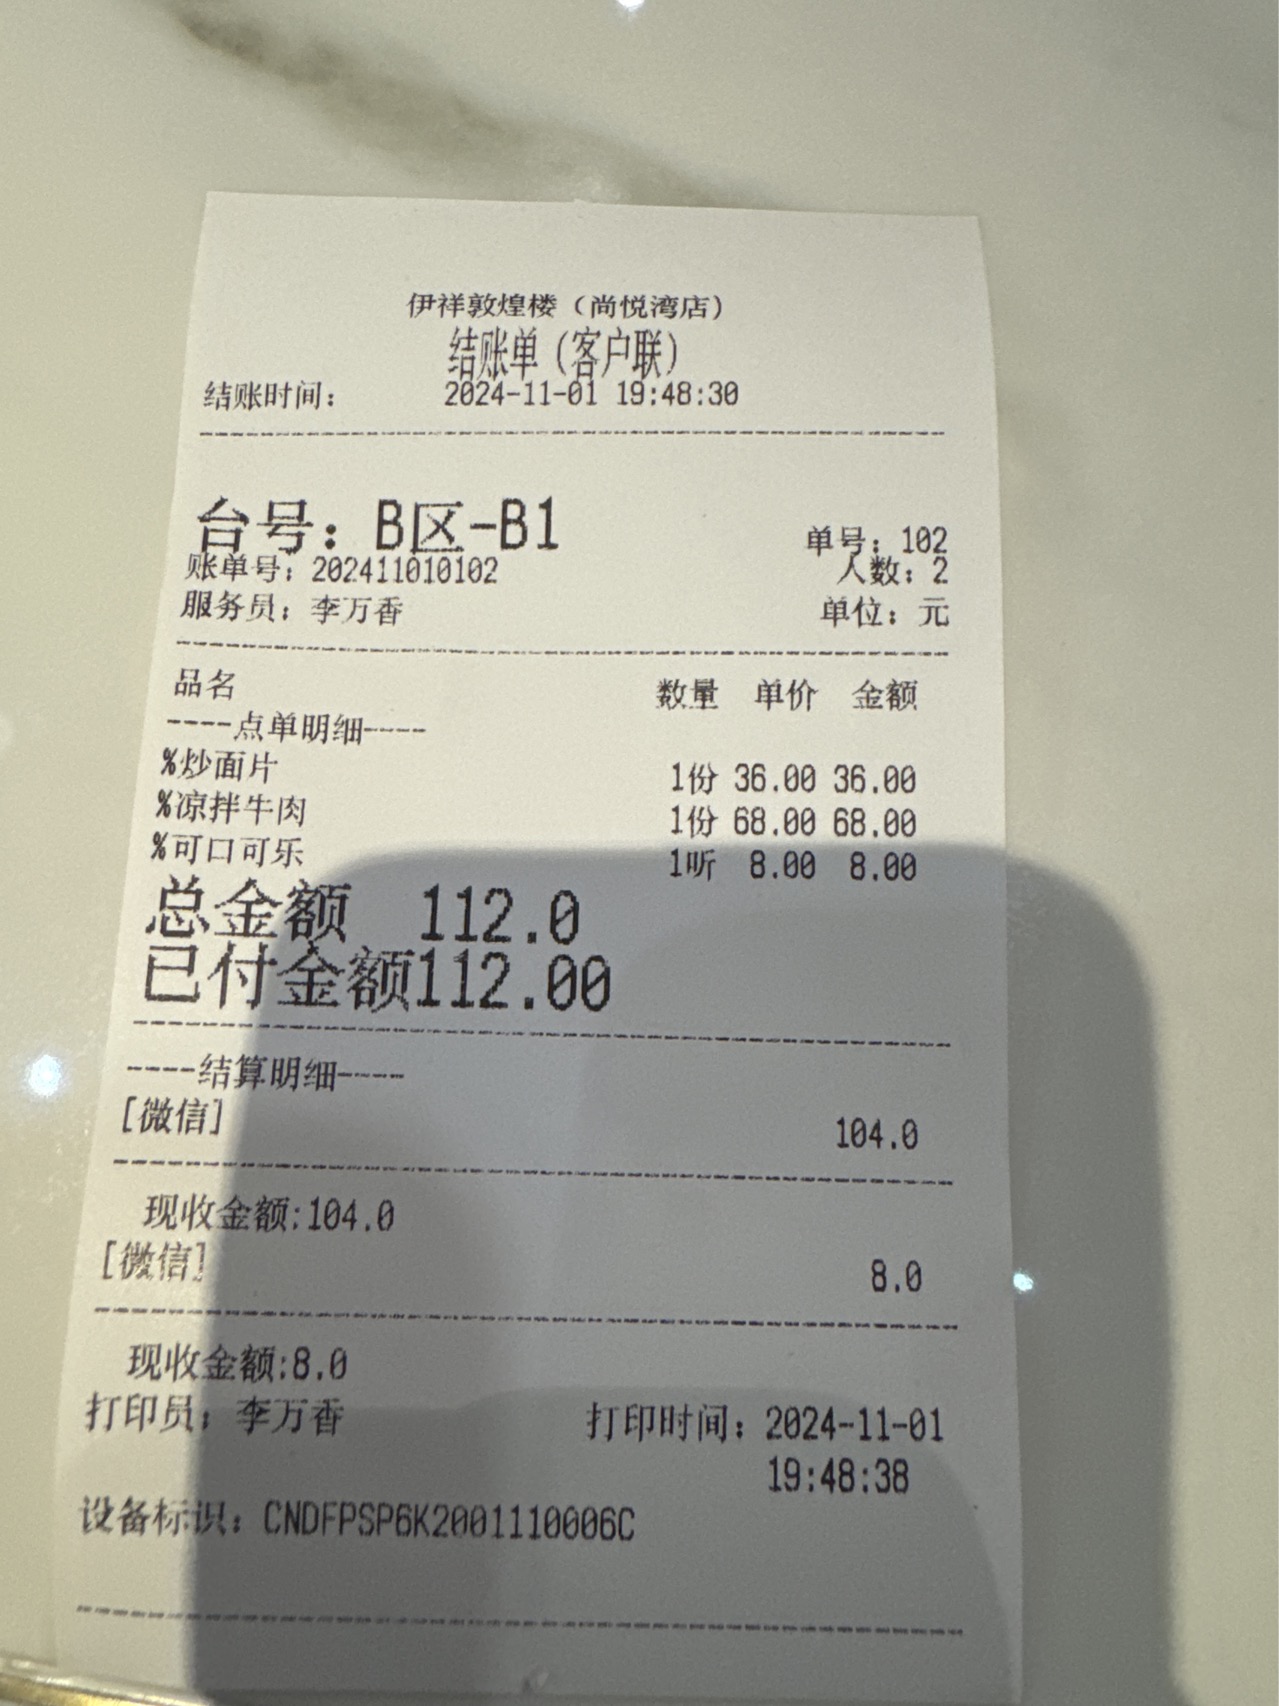 伊祥敦煌楼（尚悦湾店）
结账单（客户联）
结账时间： 2024-11-01 19:48:30
台号：B区-B1 单号：102
账单号：202411010102 人数：2
服务员：李万香 单位：元
品名 数量 单价 金额
----点单明细----
%炒面片 1份 36.00 36.00
%凉拌牛肉 1份 68.00 68.00
%可口可乐 1听 8.00 8.00
总金额 112.0
已付金额112.00
----结算明细----
[微信] 104.0
现收金额:104.0
[微信] 8.0
现收金额:8.0
打印员：李万香 打印时间：2024-11-01
19:48:38
设备标识：CNDFPSP6K2001110006C